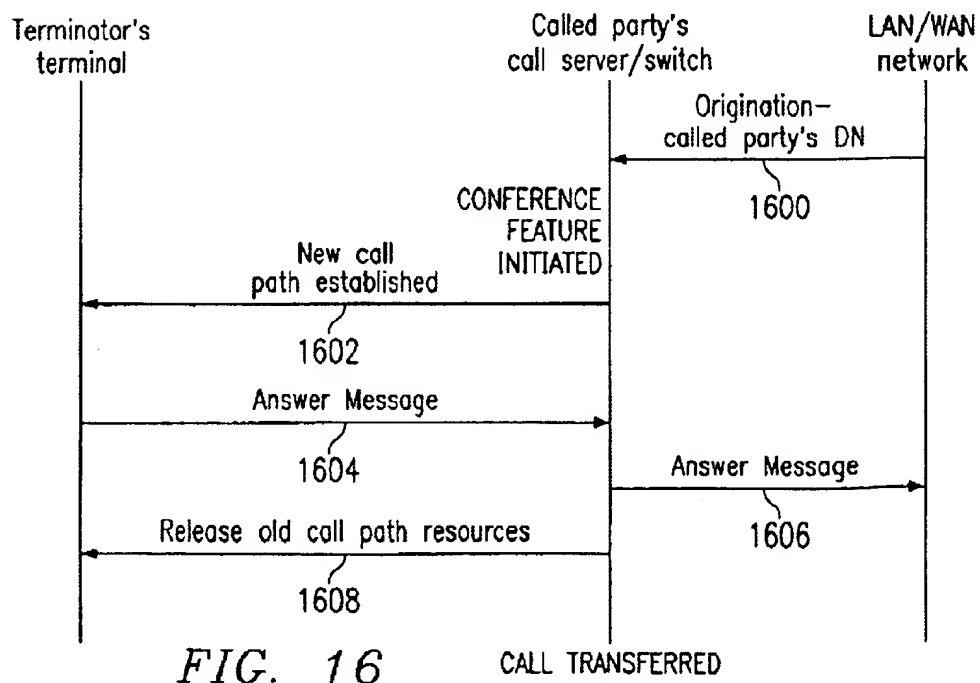 Terminator's
terminal
Called party's
call server/switch
LAN/WAN
network
Origination–
called party's DN
1600
CONFERENCE
FEATURE
INITIATED
New call
path established
1602
Answer Message
1604
Answer Message
1606
Release old call path resources
1608
FIG. 16
CALL TRANSFERRED